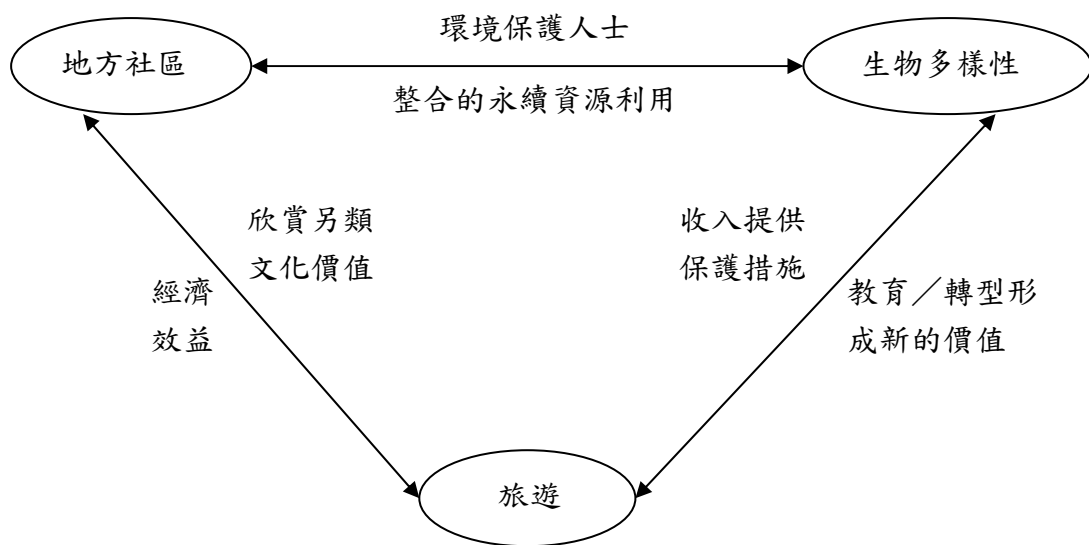 環境保護人士
地方社區
生物多樣性
整合的永續資源利用
欣賞另類
文化價值
收入提供
保護措施
經濟
效益
教育／轉型形
成新的價值
旅遊